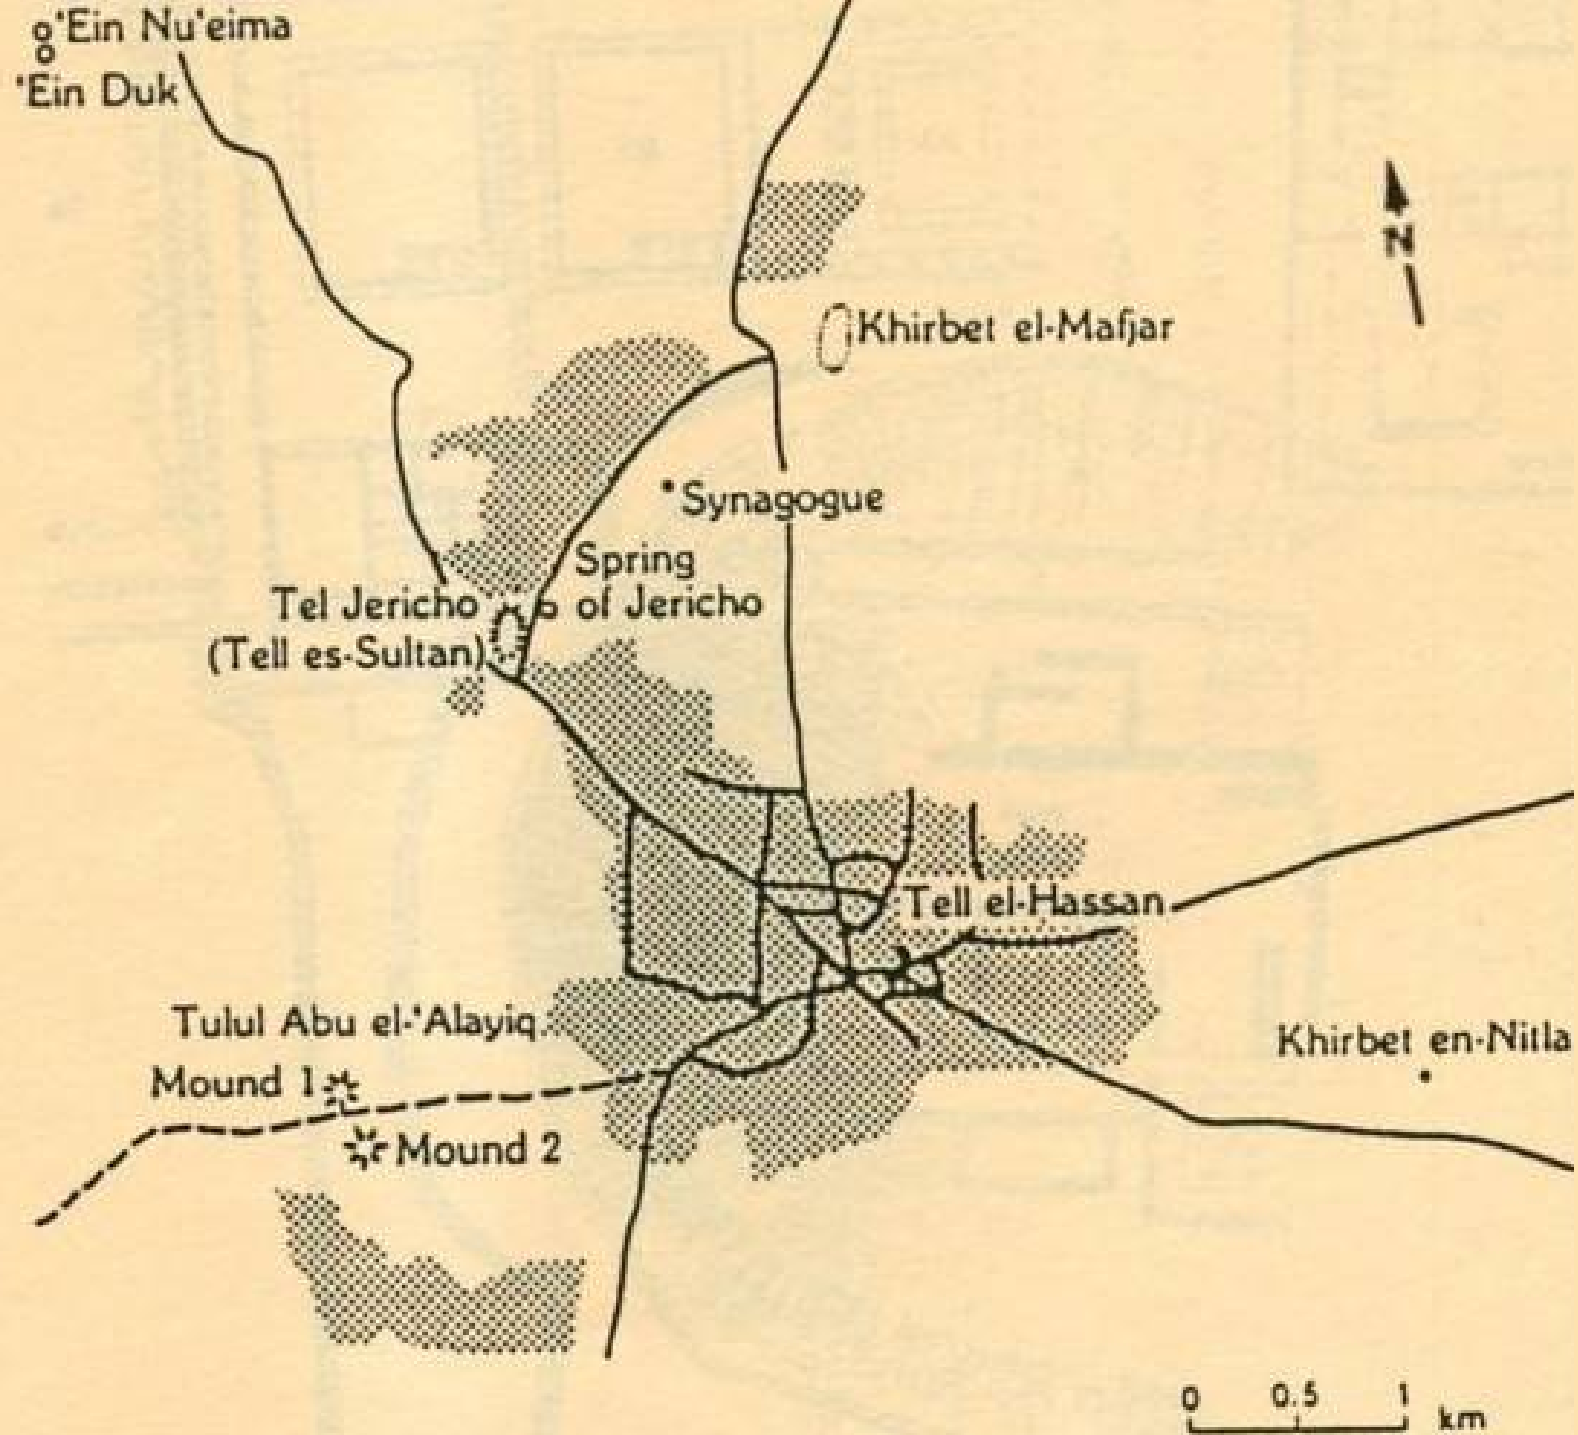 'Ein Nu'eima
'Ein Duk
N
Khirbet el-Mafjar
Synagogue
Spring
of Jericho
Tel Jericho
(Tell es-Sultan)
Tell el-Hassan
Tulul Abu el-'Alayiq
Khirbet en-Nitla
Mound 1
Mound 2
0 0.5 1
km